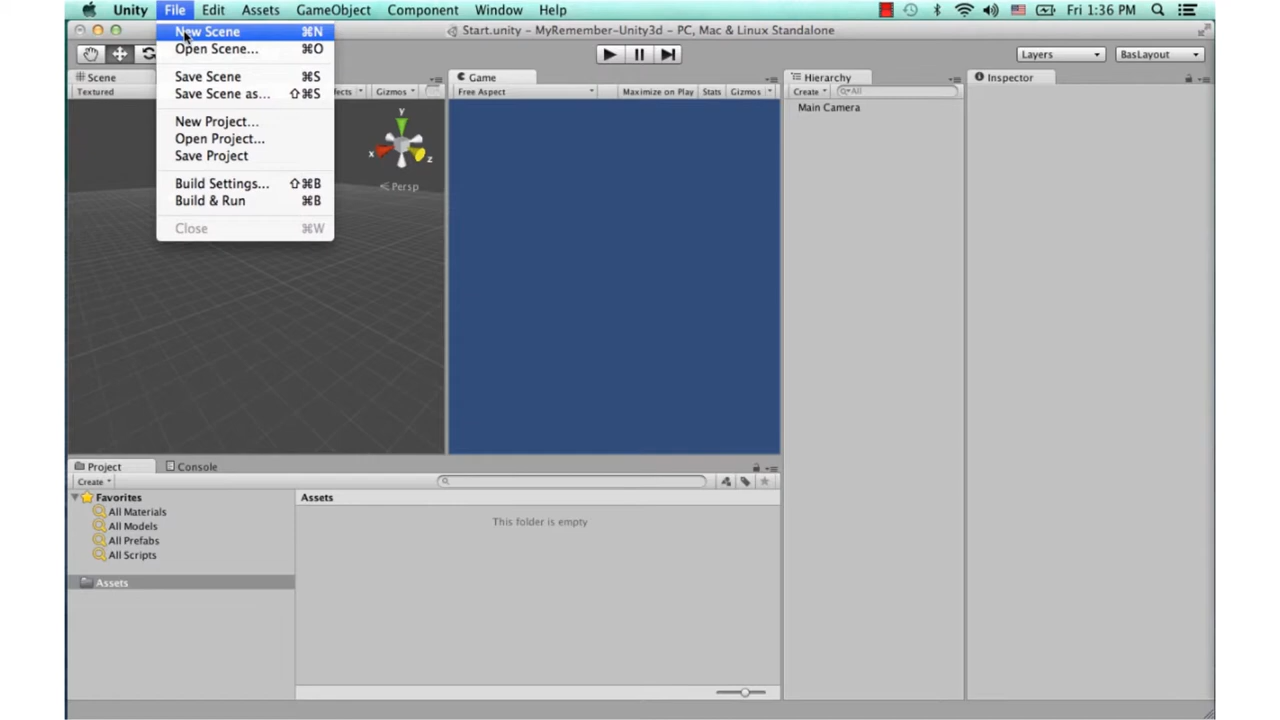 Unity File Edit Assets GameObject Component Window Help Fri 1:36 PM
New Scene ⌘N
Open Scene... ⌘O
Save Scene ⌘S
Save Scene as... ⇧⌘S
New Project...
Open Project...
Save Project
Build Settings... ⇧⌘B
Build & Run ⌘B
Close ⌘W
Start.unity - MyRemember-Unity3d - PC, Mac & Linux Standalone
Layers BasLayout
Scene
Textured Gizmos
y
x z
Persp
Game
Free Aspect Maximize on Play Stats Gizmos
Hierarchy
Create All
Main Camera
Inspector
Project Console
Create
Favorites
All Materials
All Models
All Prefabs
All Scripts
Assets
Assets
This folder is empty